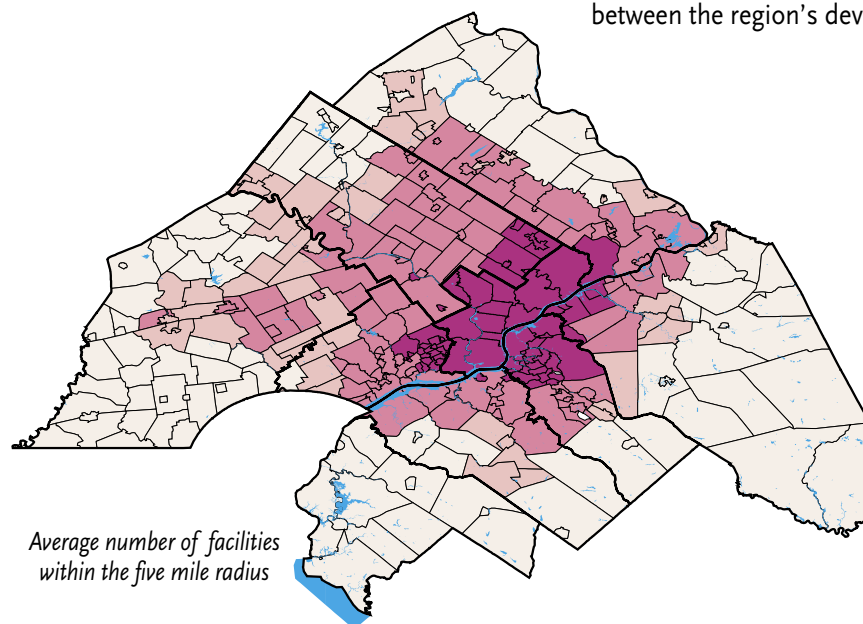 between the region's dev
Average number of facilities
within the five mile radius